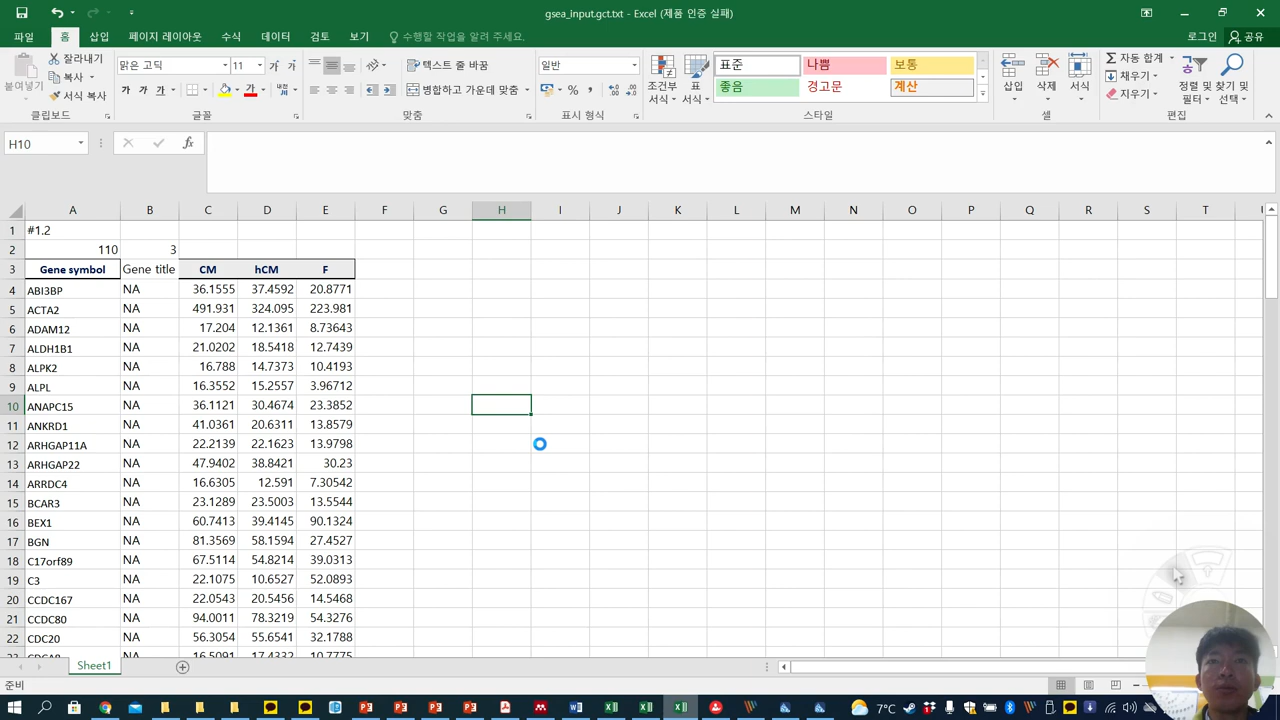 gsea_input.gct.txt - Excel (제품 인증 실패)
파일 홈 삽입 페이지 레이아웃 수식 데이터 검토 보기 수행할 작업을 알려 주세요. 로그인 공유
붙여넣기
잘라내기
복사
서식 복사
클립보드
맑은 고딕 11
가 가 가 가 가 가
글꼴
텍스트 줄 바꿈
병합하고 가운데 맞춤
맞춤
일반
%
표시 형식
조건부 서식
표 서식
표준 나쁨 보통
좋음 경고문 계산
스타일
삽입 삭제 서식
셀
자동 합계
채우기
지우기
정렬 및 필터
찾기 및 선택
편집
H10 fx
A B C D E F G H I J K L M N O P Q R S T
1 #1.2
2 110 3
3 Gene symbol Gene title CM hCM F
4 ABI3BP NA 36.1555 37.4592 20.8771
5 ACTA2 NA 491.931 324.095 223.981
6 ADAM12 NA 17.204 12.1361 8.73643
7 ALDH1B1 NA 21.0202 18.5418 12.7439
8 ALPK2 NA 16.788 14.7373 10.4193
9 ALPL NA 16.3552 15.2557 3.96712
10 ANAPC15 NA 36.1121 30.4674 23.3852
11 ANKRD1 NA 41.0361 20.6311 13.8579
12 ARHGAP11A NA 22.2139 22.1623 13.9798
13 ARHGAP22 NA 47.9402 38.8421 30.23
14 ARRDC4 NA 16.6305 12.591 7.30542
15 BCAR3 NA 23.1289 23.5003 13.5544
16 BEX1 NA 60.7413 39.4145 90.1324
17 BGN NA 81.3569 58.1594 27.4527
18 C17orf89 NA 67.5114 54.8214 39.0313
19 C3 NA 22.1075 10.6527 52.0893
20 CCDC167 NA 22.0543 20.5456 14.5468
21 CCDC80 NA 94.0011 78.3219 54.3276
22 CDC20 NA 56.3054 55.6541 32.1788
Sheet1
준비
7°C